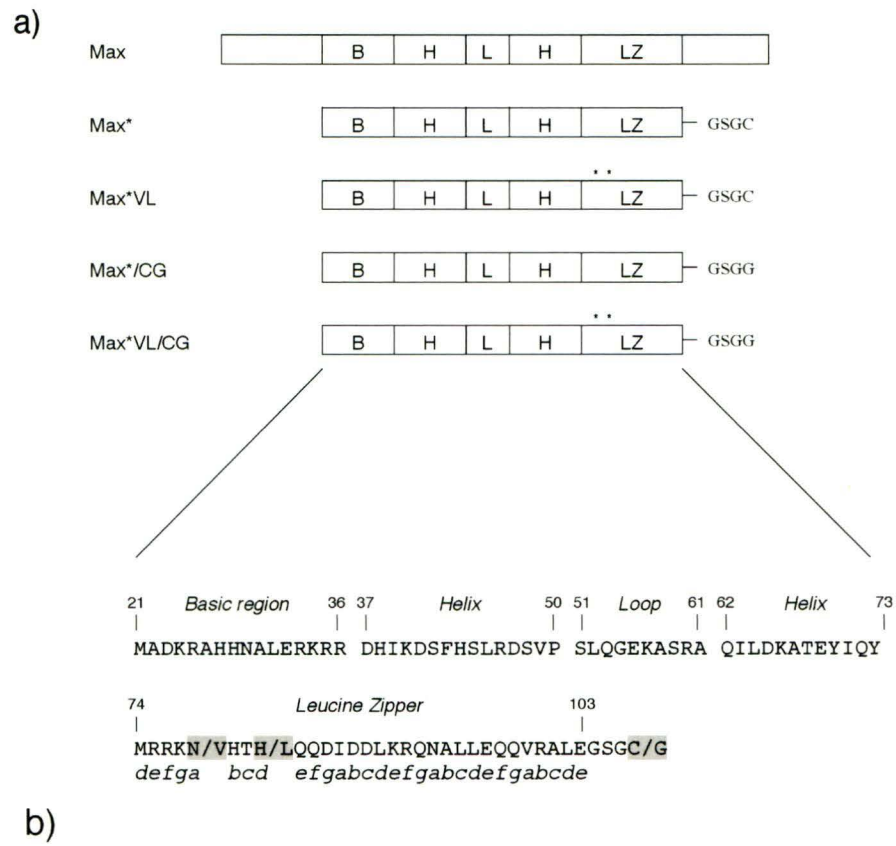 a)
Max B H L H LZ
Max* B H L H LZ GSGC
Max*VL B H L H LZ GSGC
Max*/CG B H L H LZ GSGG
Max*VL/CG B H L H LZ GSGG
21 Basic region 36 37 Helix 50 51 Loop 61 62 Helix 73
MADKRAHHNALERKRR DHIKDSFHSLRDSVP SLQGEKASRA QILDKATEYIQY
74 Leucine Zipper 103
MRRKN/VHTH/LQQDIDDLKRQNALLEQQVRALEGSGC/G
defga bcd efgabcdefgabcdefgabcde
b)